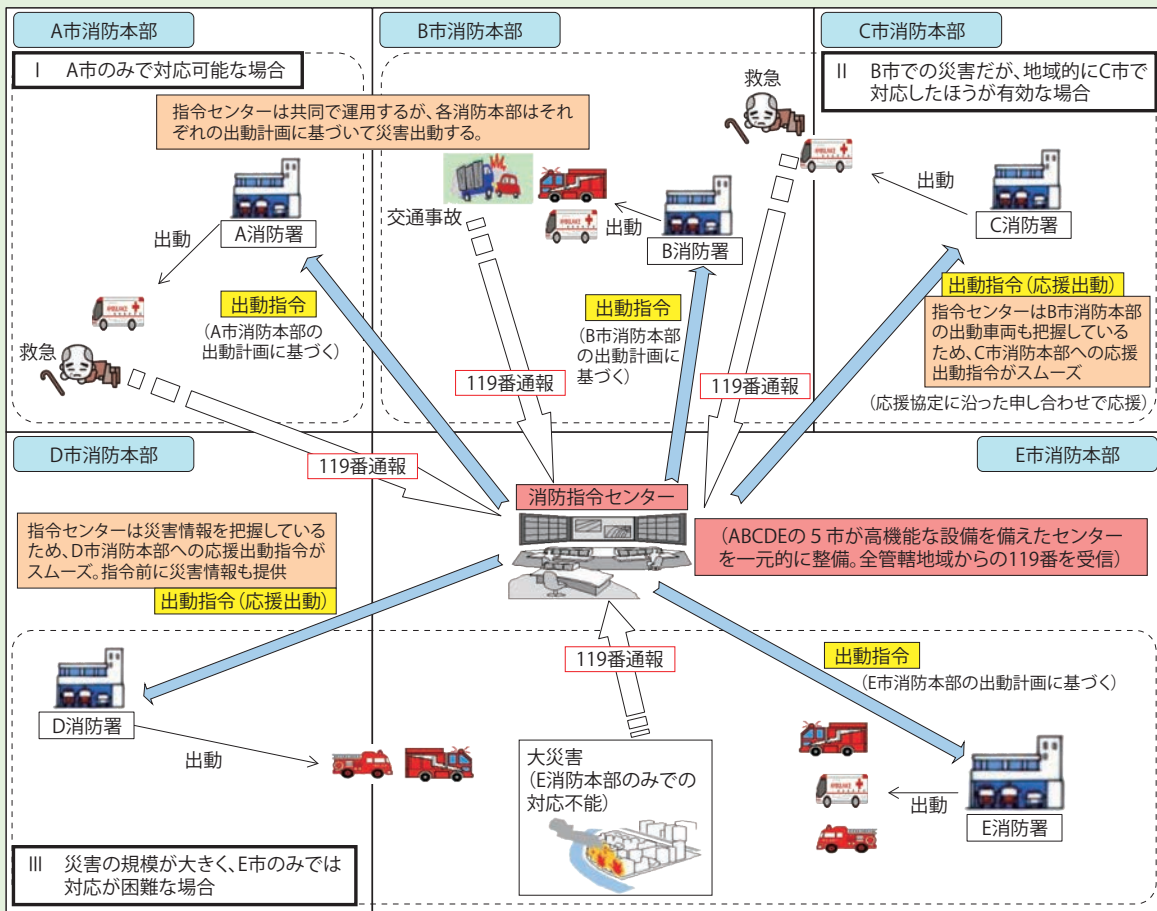 A市消防本部
B市消防本部
C市消防本部
Ⅰ　A市のみで対応可能な場合
Ⅱ　B市での災害だが、地域的にC市で
対応したほうが有効な場合
指令センターは共同で運用するが、各消防本部はそれ
ぞれの出動計画に基づいて災害出動する。
救急
出動
A消防署
出動指令
(A市消防本部の
出動計画に基づく)
救急
119番通報
交通事故
出動
B消防署
出動指令
(B市消防本部
の出動計画に
基づく)
119番通報
119番通報
出動
C消防署
出動指令(応援出動)
指令センターはB市消防本部
の出動車両も把握している
ため、C市消防本部への応援
出動指令がスムーズ
(応援協定に沿った申し合わせで応援)
D市消防本部
E市消防本部
消防指令センター
(ABCDEの5市が高機能な設備を備えたセンター
を一元的に整備。全管轄地域からの119番を受信)
指令センターは災害情報を把握している
ため、D市消防本部への応援出動指令が
スムーズ。指令前に災害情報も提供
出動指令(応援出動)
D消防署
出動
119番通報
大災害
(E消防本部のみでの
対応不能)
出動指令
(E市消防本部の出動計画に基づく)
出動
E消防署
Ⅲ　災害の規模が大きく、E市のみでは
対応が困難な場合